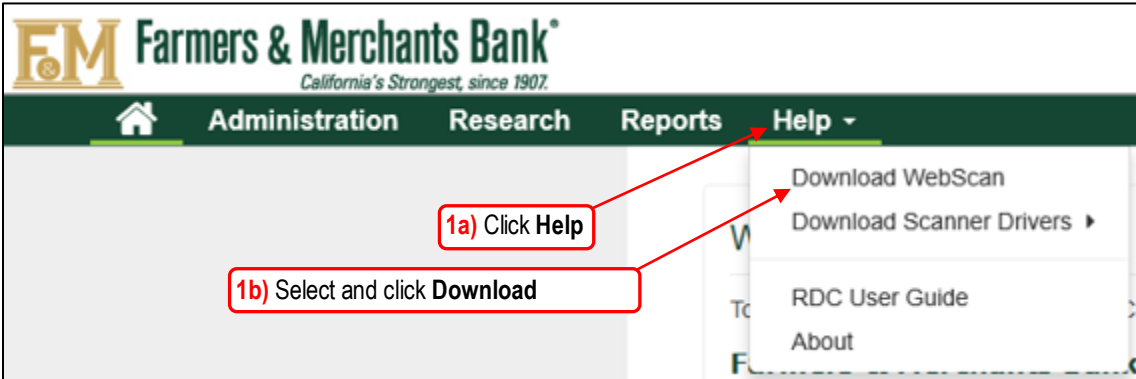 F&M Farmers & Merchants Bank®
California's Strongest, since 1907.
Administration Research Reports Help
Download WebScan
Download Scanner Drivers
1a) Click Help
1b) Select and click Download
RDC User Guide
About